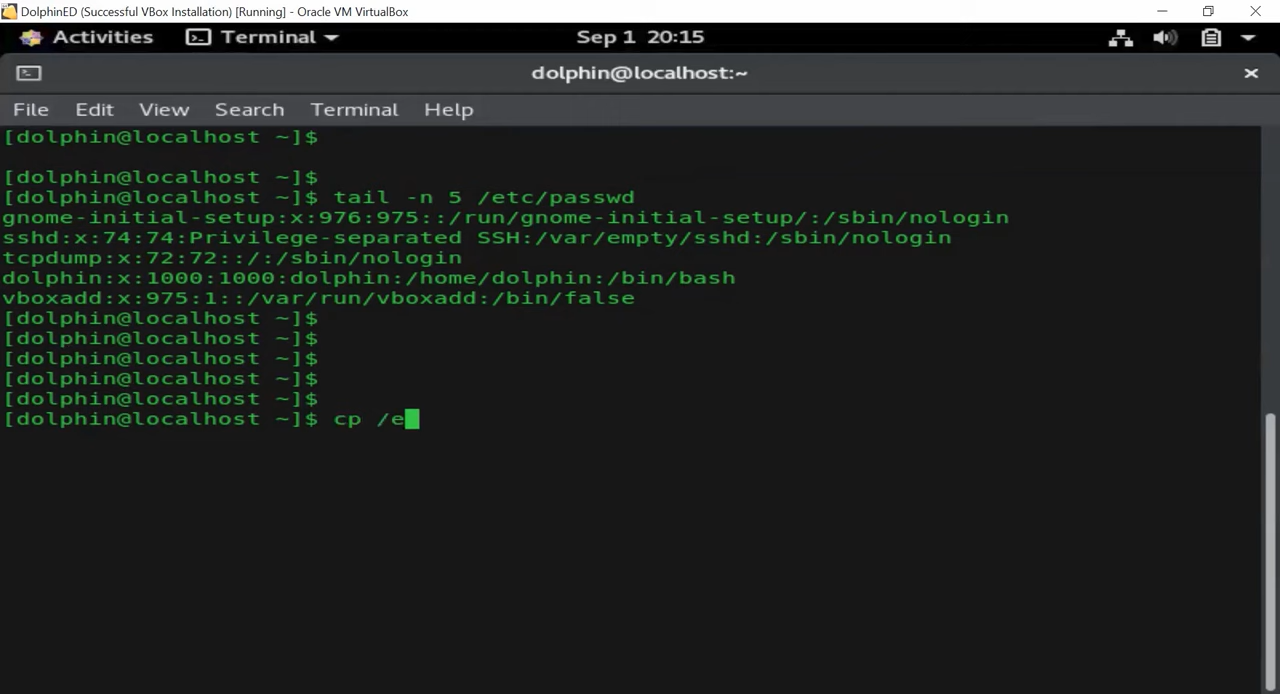 DolphinED (Successful VBox Installation) [Running] - Oracle VM VirtualBox
Activities Terminal Sep 1 20:15
dolphin@localhost:~
File Edit View Search Terminal Help
[dolphin@localhost ~]$
[dolphin@localhost ~]$
[dolphin@localhost ~]$ tail -n 5 /etc/passwd
gnome-initial-setup:x:976:975::/run/gnome-initial-setup/:/sbin/nologin
sshd:x:74:74:Privilege-separated SSH:/var/empty/sshd:/sbin/nologin
tcpdump:x:72:72::/:/sbin/nologin
dolphin:x:1000:1000:dolphin:/home/dolphin:/bin/bash
vboxadd:x:975:1::/var/run/vboxadd:/bin/false
[dolphin@localhost ~]$
[dolphin@localhost ~]$
[dolphin@localhost ~]$
[dolphin@localhost ~]$
[dolphin@localhost ~]$
[dolphin@localhost ~]$ cp /e